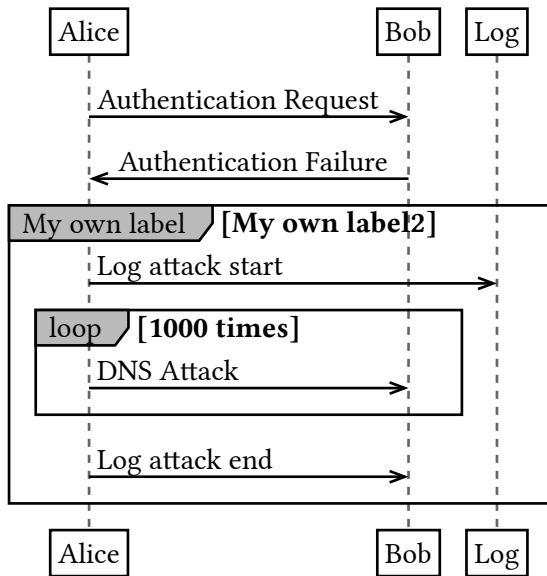 Alice Bob Log
Authentication Request
Authentication Failure
My own label [My own label2]
Log attack start
loop [1000 times]
DNS Attack
Log attack end
Alice Bob Log